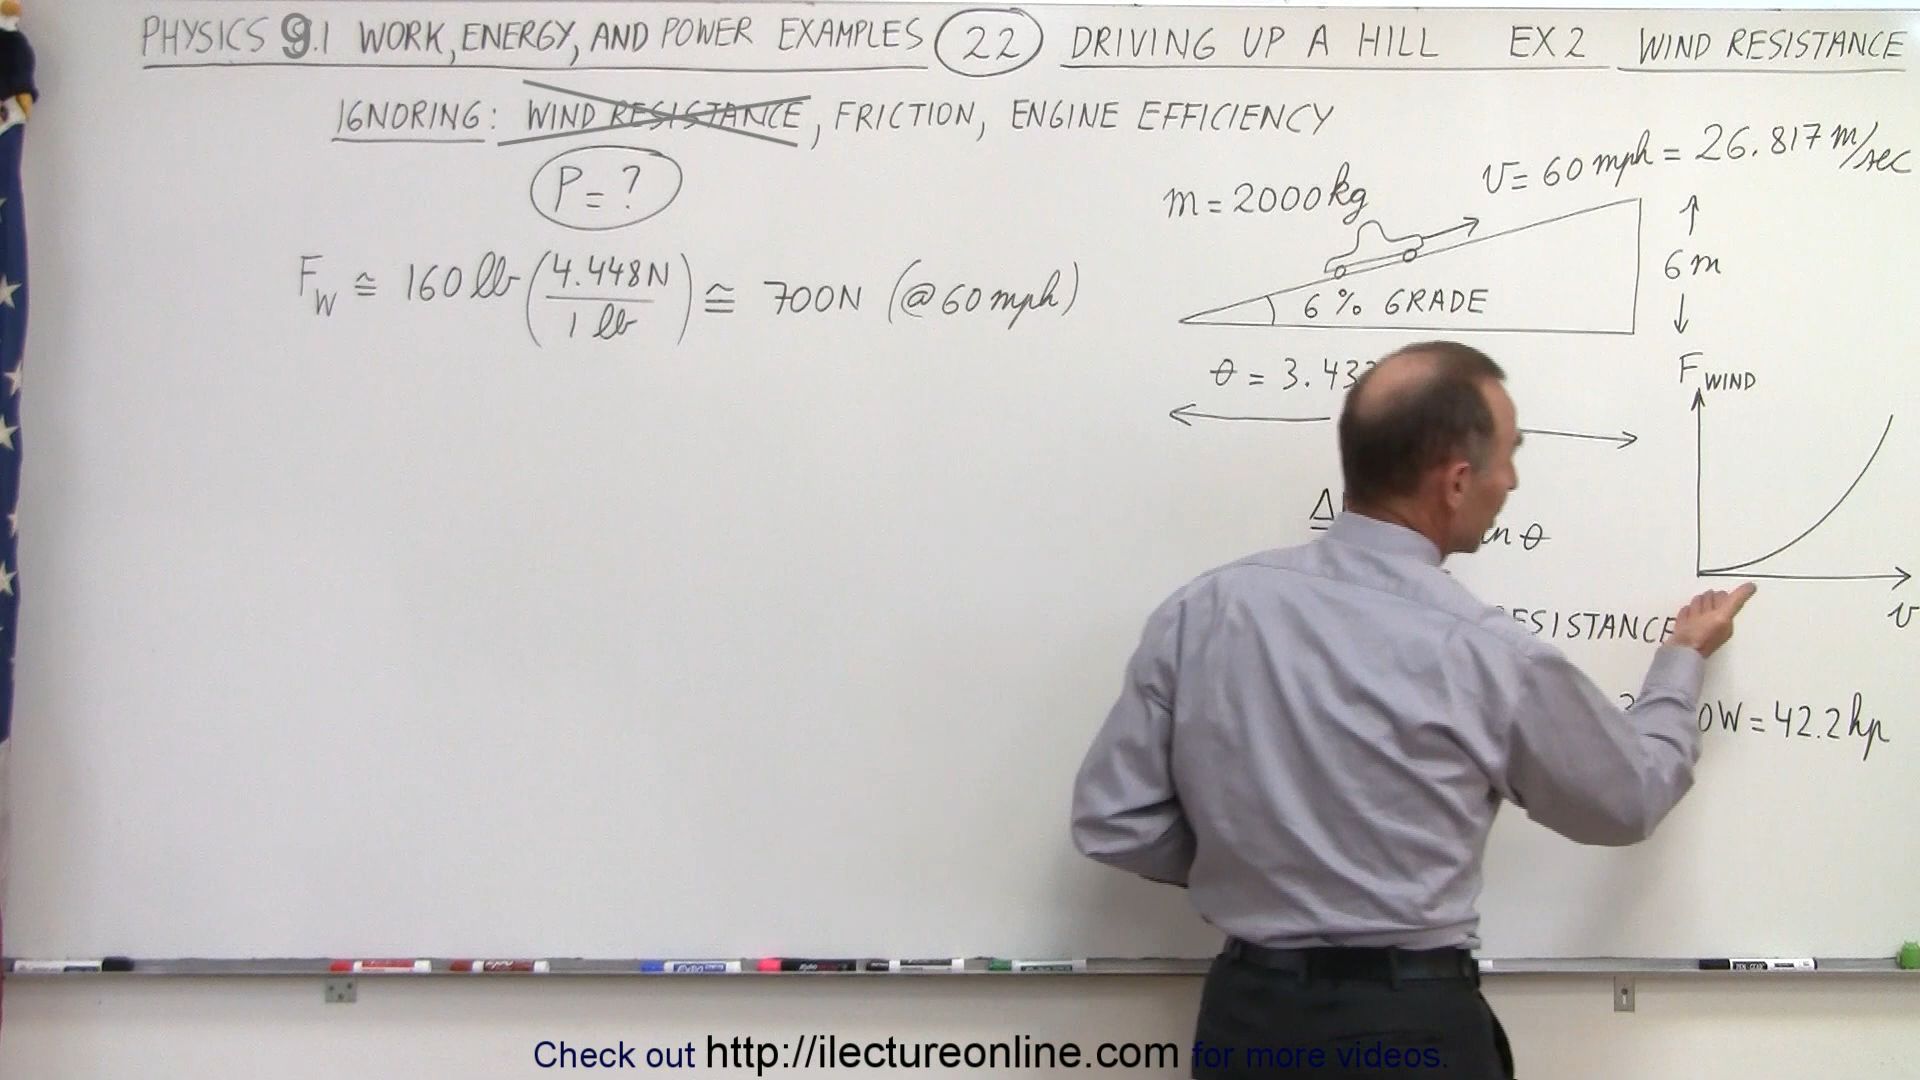 PHYSICS 9.1 WORK, ENERGY, AND POWER EXAMPLES 22 DRIVING UP A HILL EX 2 WIND RESISTANCE
IGNORING: WIND RESISTANCE, FRICTION, ENGINE EFFICIENCY
P = ?
m = 2000 kg
v = 60 mph = 26.817 m/sec
F_W ≅ 160 lb (4.448 N / 1 lb) ≅ 700 N (@ 60 mph)
6 m
6 % GRADE
θ = 3.43
F WIND
Δ
θ
v
W = 42.2 hp
Check out http://ilectureonline.com for more videos.